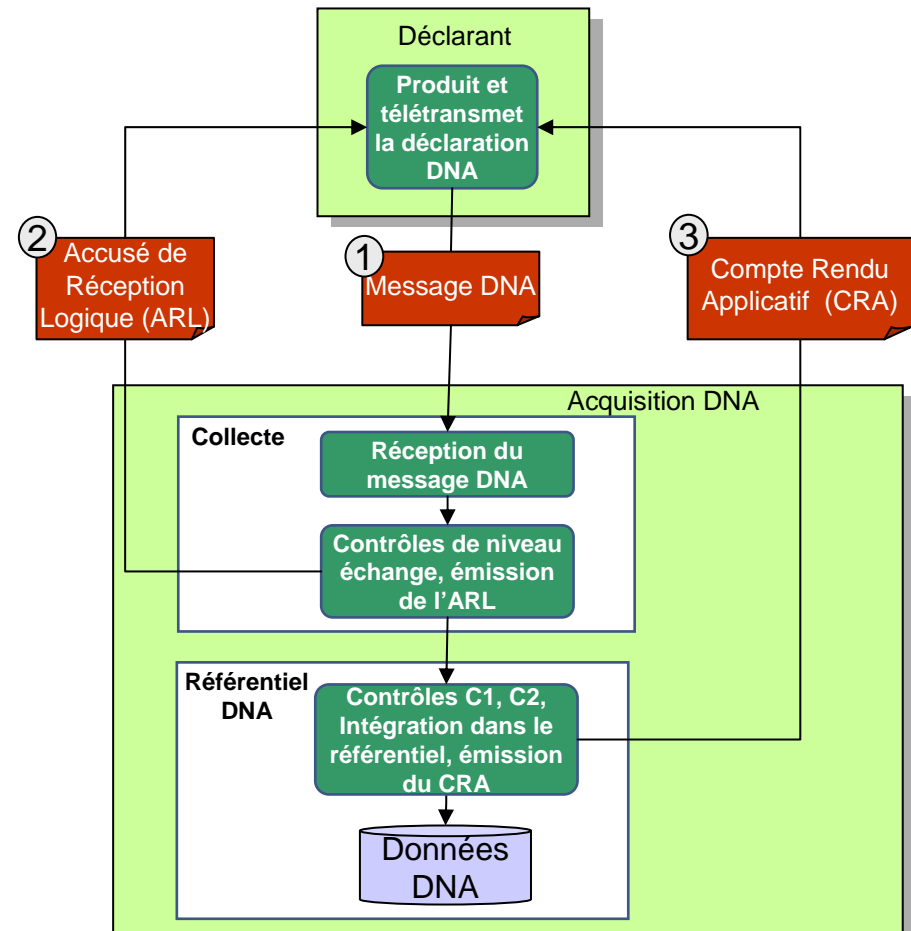 Déclarant
Produit et
télétransmet
la déclaration
DNA
2
Accusé de
Réception
Logique (ARL)
1
Message DNA
3
Compte Rendu
Applicatif (CRA)
Acquisition DNA
Collecte
Réception du
message DNA
Contrôles de niveau
échange, émission
de l'ARL
Référentiel
DNA
Contrôles C1, C2,
Intégration dans le
référentiel, émission
du CRA
Données
DNA